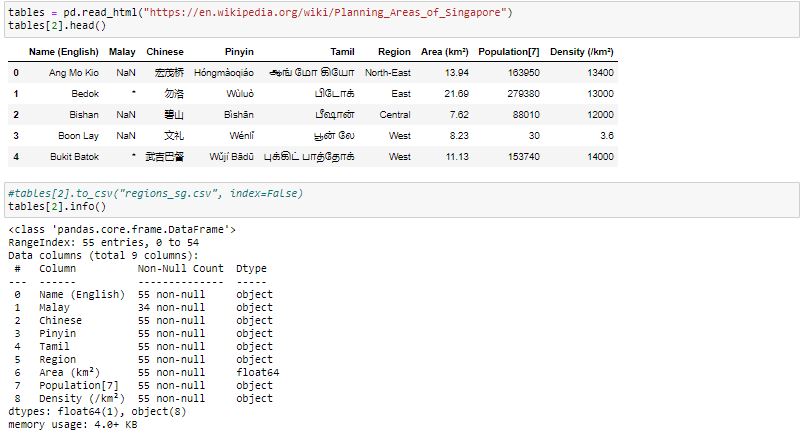 tables = pd.read_html("https://en.wikipedia.org/wiki/Planning_Areas_of_Singapore")
tables[2].head()
Name (English) Malay Chinese Pinyin Tamil Region Area (km²) Population[7] Density (/km²)
0 Ang Mo Kio NaN 宏茂桥 Hóngmàoqiáo ஆங் மோ கியோ North-East 13.94 163950 13400
1 Bedok * 勿洛 Wùluò பிடோக் East 21.69 279380 13000
2 Bishan NaN 碧山 Bìshān பீஷான் Central 7.62 88010 12000
3 Boon Lay NaN 文礼 Wénlǐ பூன் லே West 8.23 30 3.6
4 Bukit Batok * 武吉巴督 Wǔjí Bādū புக்கிட் பாத்தோக் West 11.13 153740 14000
#tables[2].to_csv("regions_sg.csv", index=False)
tables[2].info()
<class 'pandas.core.frame.DataFrame'>
RangeIndex: 55 entries, 0 to 54
Data columns (total 9 columns):
# Column Non-Null Count Dtype
--- ------ -------------- -----
0 Name (English) 55 non-null object
1 Malay 34 non-null object
2 Chinese 55 non-null object
3 Pinyin 55 non-null object
4 Tamil 55 non-null object
5 Region 55 non-null object
6 Area (km²) 55 non-null float64
7 Population[7] 55 non-null object
8 Density (/km²) 55 non-null object
dtypes: float64(1), object(8)
memory usage: 4.0+ KB